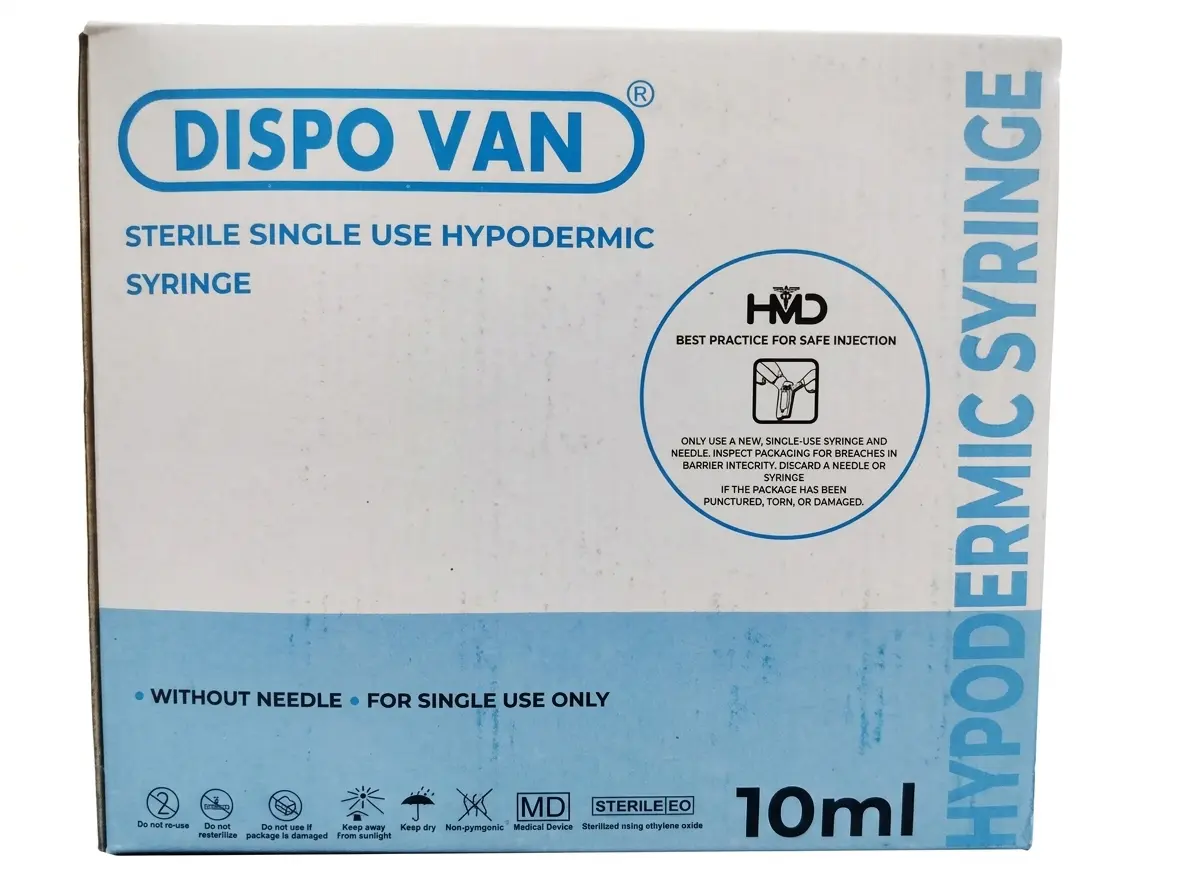 DISPO VAN®
STERILE SINGLE USE HYPODERMIC
SYRINGE
HMD
BEST PRACTICE FOR SAFE INJECTION
ONLY USE A NEW, SINGLE-USE SYRINGE AND
NEEDLE. INSPECT PACKAGING FOR BREACHES IN
BARRIER INTEGRITY. DISCARD A NEEDLE OR
SYRINGE
IF THE PACKAGE HAS BEEN
PUNCTURED, TORN, OR DAMAGED.
HYPODERMIC SYRINGE
• WITHOUT NEEDLE • FOR SINGLE USE ONLY
2
Do not re-use
Do not
resterilize
Do not use if
package is damaged
Keep away
From sunlight
Keep dry
Non-pymgonic
MD
Medical Device
STERILE EO
Sterilized nsing ethylene oxide
10ml